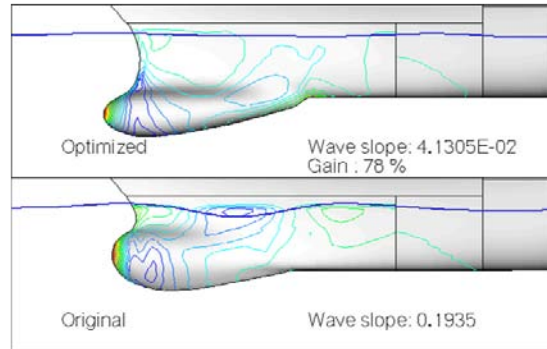 Optimized
Wave slope: 4.1305E-02
Gain : 78 %
Original
Wave slope: 0.1935